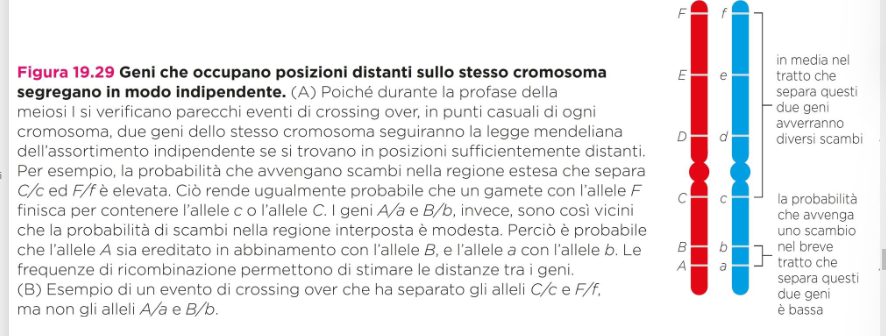 Figura 19.29 Geni che occupano posizioni distanti sullo stesso cromosoma
segregano in modo indipendente. (A) Poiché durante la profase della
meiosi I si verificano parecchi eventi di crossing over, in punti casuali di ogni
cromosoma, due geni dello stesso cromosoma seguiranno la legge mendeliana
dell'assortimento indipendente se si trovano in posizioni sufficientemente distanti.
Per esempio, la probabilità che avvengano scambi nella regione estesa che separa
C/c ed F/f è elevata. Ciò rende ugualmente probabile che un gamete con l'allele F
finisca per contenere l'allele c o l'allele C. I geni A/a e B/b, invece, sono così vicini
che la probabilità di scambi nella regione interposta è modesta. Perciò è probabile
che l'allele A sia ereditato in abbinamento con l'allele B, e l'allele a con l'allele b. Le
frequenze di ricombinazione permettono di stimare le distanze tra i geni.
(B) Esempio di un evento di crossing over che ha separato gli alleli C/c e F/f,
ma non gli alleli A/a e B/b.
F f
E e
D d
C c
B b
A a
in media nel
tratto che
separa questi
due geni
avverranno
diversi scambi
la probabilità
che avvenga
uno scambio
nel breve
tratto che
separa questi
due geni
è bassa